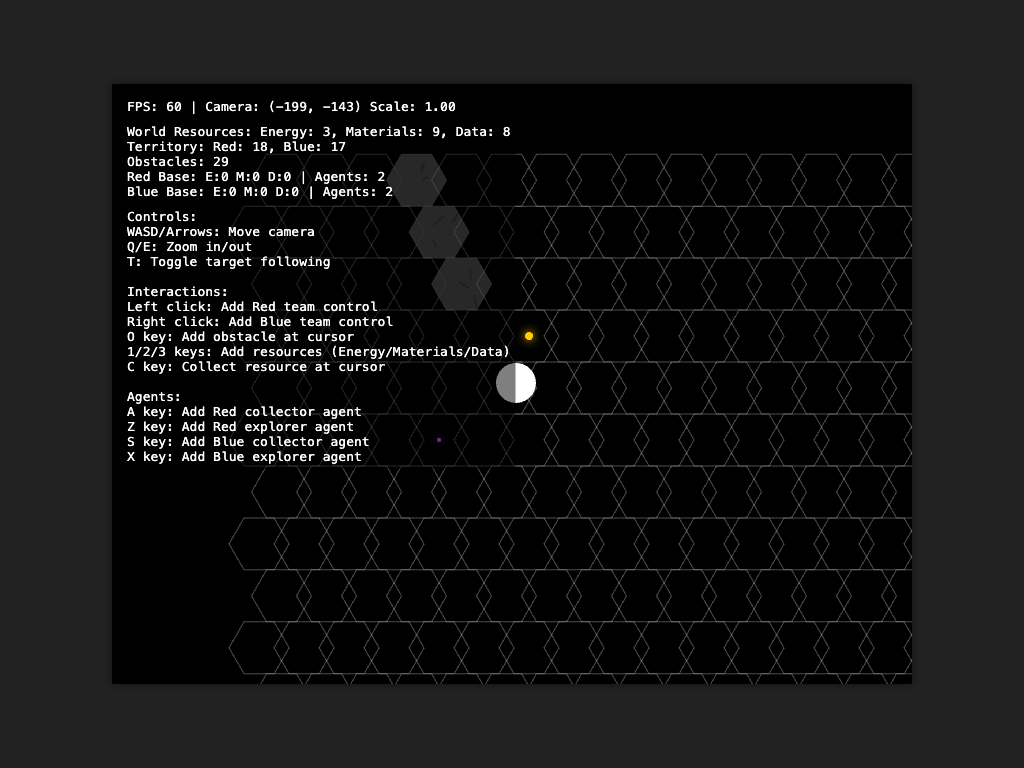 FPS: 60 | Camera: (-199, -143) Scale: 1.00
World Resources: Energy: 3, Materials: 9, Data: 8
Territory: Red: 18, Blue: 17
Obstacles: 29
Red Base: E:0 M:0 D:0 | Agents: 2
Blue Base: E:0 M:0 D:0 | Agents: 2
Controls:
WASD/Arrows: Move camera
Q/E: Zoom in/out
T: Toggle target following
Interactions:
Left click: Add Red team control
Right click: Add Blue team control
O key: Add obstacle at cursor
1/2/3 keys: Add resources (Energy/Materials/Data)
C key: Collect resource at cursor
Agents:
A key: Add Red collector agent
Z key: Add Red explorer agent
S key: Add Blue collector agent
X key: Add Blue explorer agent